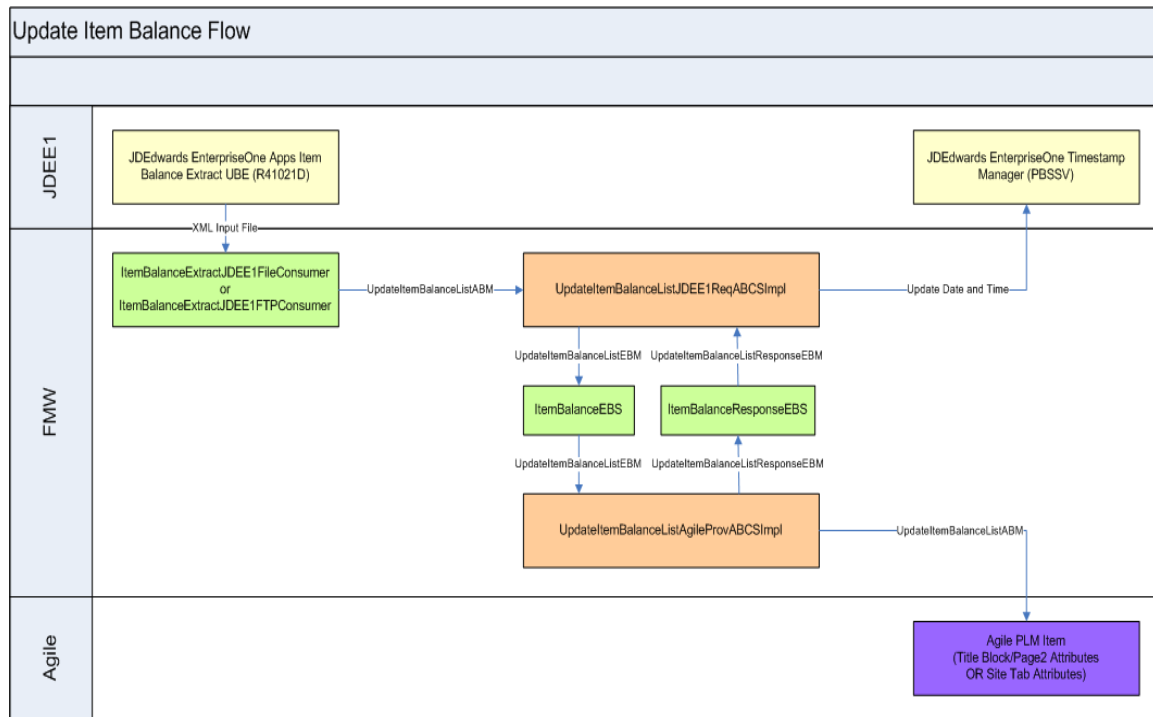 Update Item Balance Flow
JDEE1
JDEdwards EnterpriseOne Apps Item
Balance Extract UBE (R41021D)
JDEdwards EnterpriseOne Timestamp
Manager (PBSSV)
XML Input File
FMW
ItemBalanceExtractJDEE1FileConsumer
or
ItemBalanceExtractJDEE1FTPConsumer
UpdateItemBalanceListABM
UpdateItemBalanceListJDEE1ReqABCSImpl
Update Date and Time
UpdateItemBalanceListEBM
UpdateItemBalanceListResponseEBM
ItemBalanceEBS
ItemBalanceResponseEBS
UpdateItemBalanceListEBM
UpdateItemBalanceListResponseEBM
UpdateItemBalanceListAgileProvABCSImpl
UpdateItemBalanceListABM
Agile
Agile PLM Item
(Title Block/Page2 Attributes
OR Site Tab Attributes)